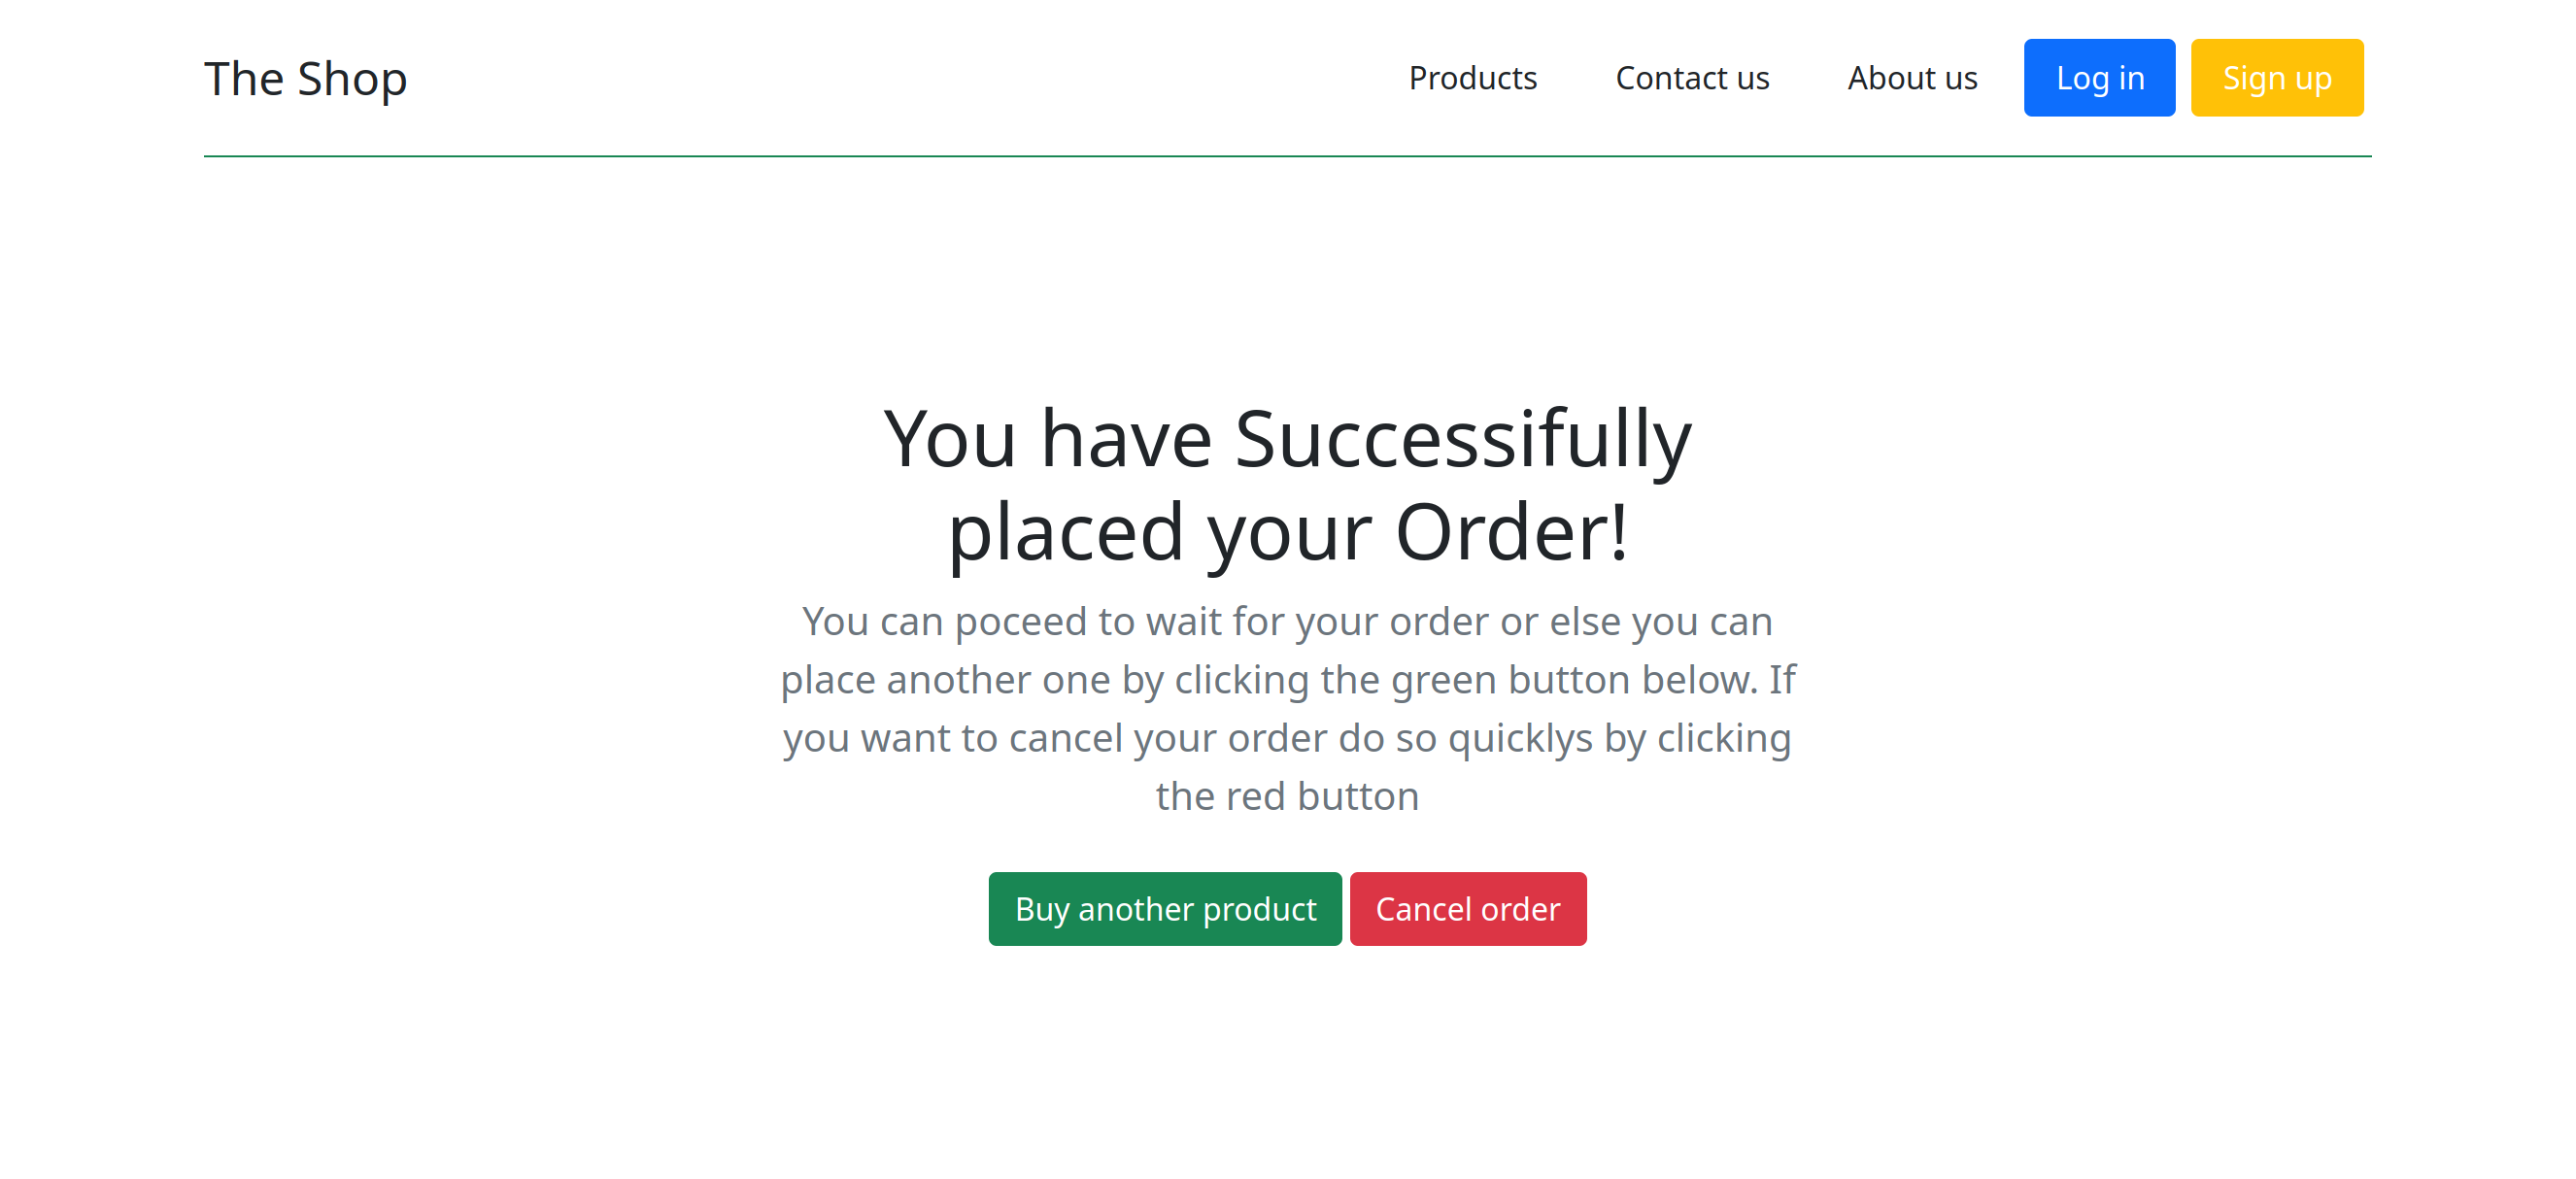 The Shop
Products Contact us About us Log in Sign up
You have Successifully
placed your Order!
You can poceed to wait for your order or else you can
place another one by clicking the green button below. If
you want to cancel your order do so quicklys by clicking
the red button
Buy another product Cancel order